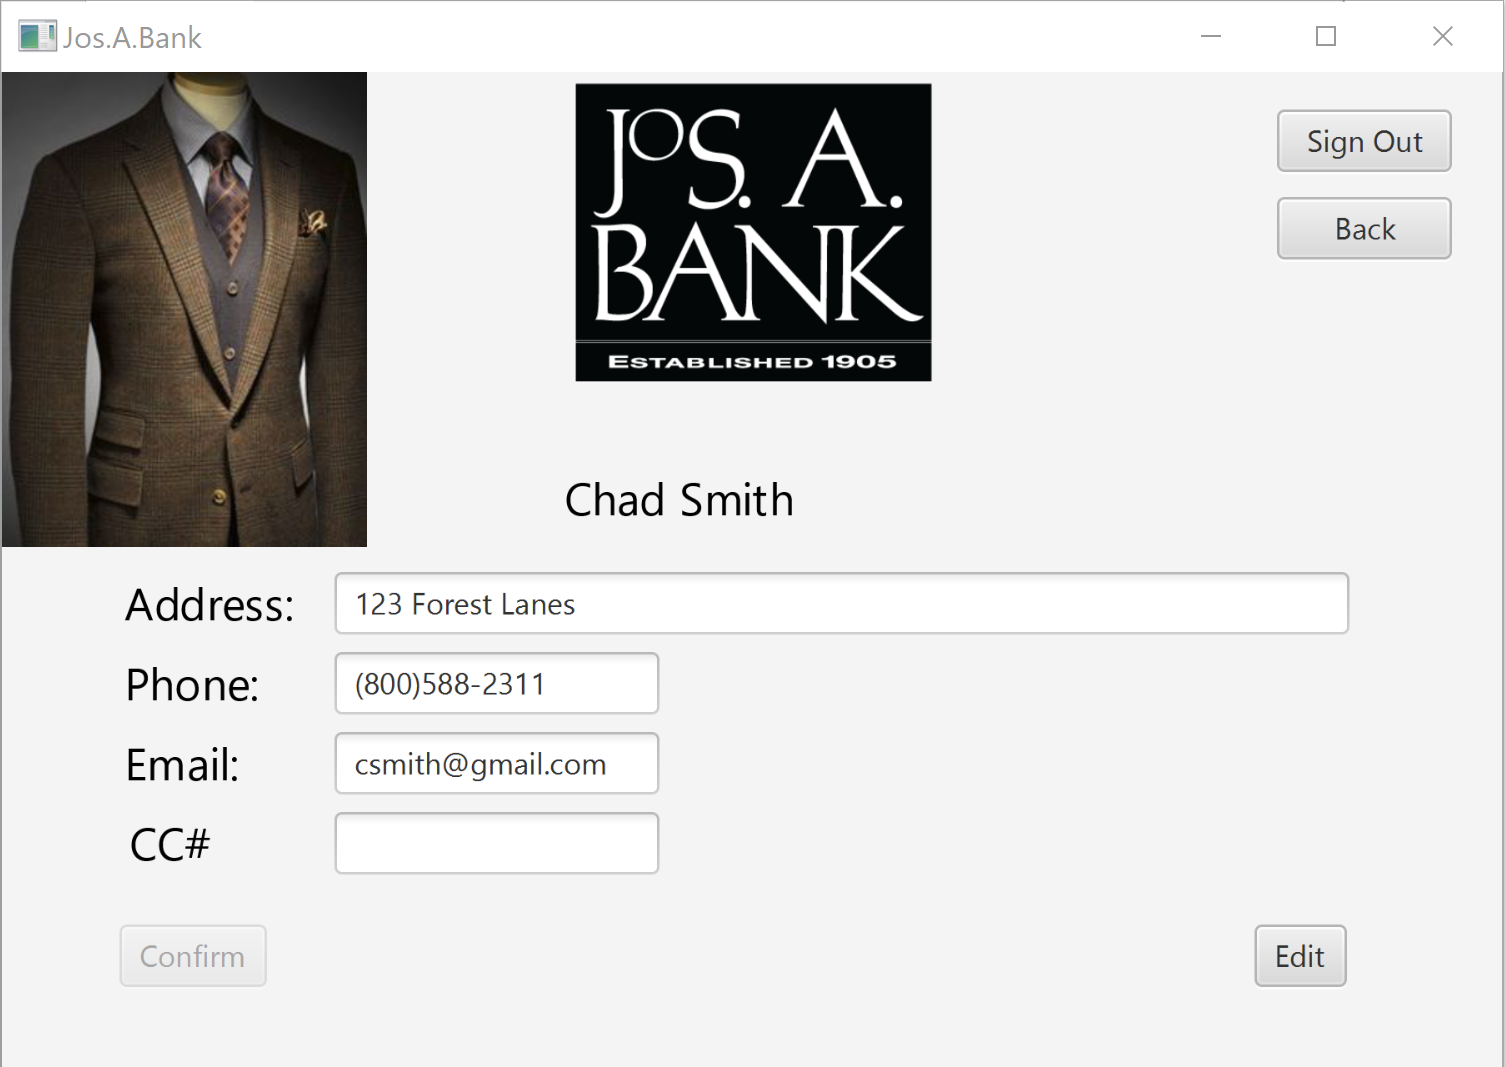 Jos.A.Bank
JOS. A.
BANK
ESTABLISHED 1905
Sign Out
Back
Chad Smith
Address: 123 Forest Lanes
Phone: (800)588-2311
Email: csmith@gmail.com
CC#
Confirm Edit